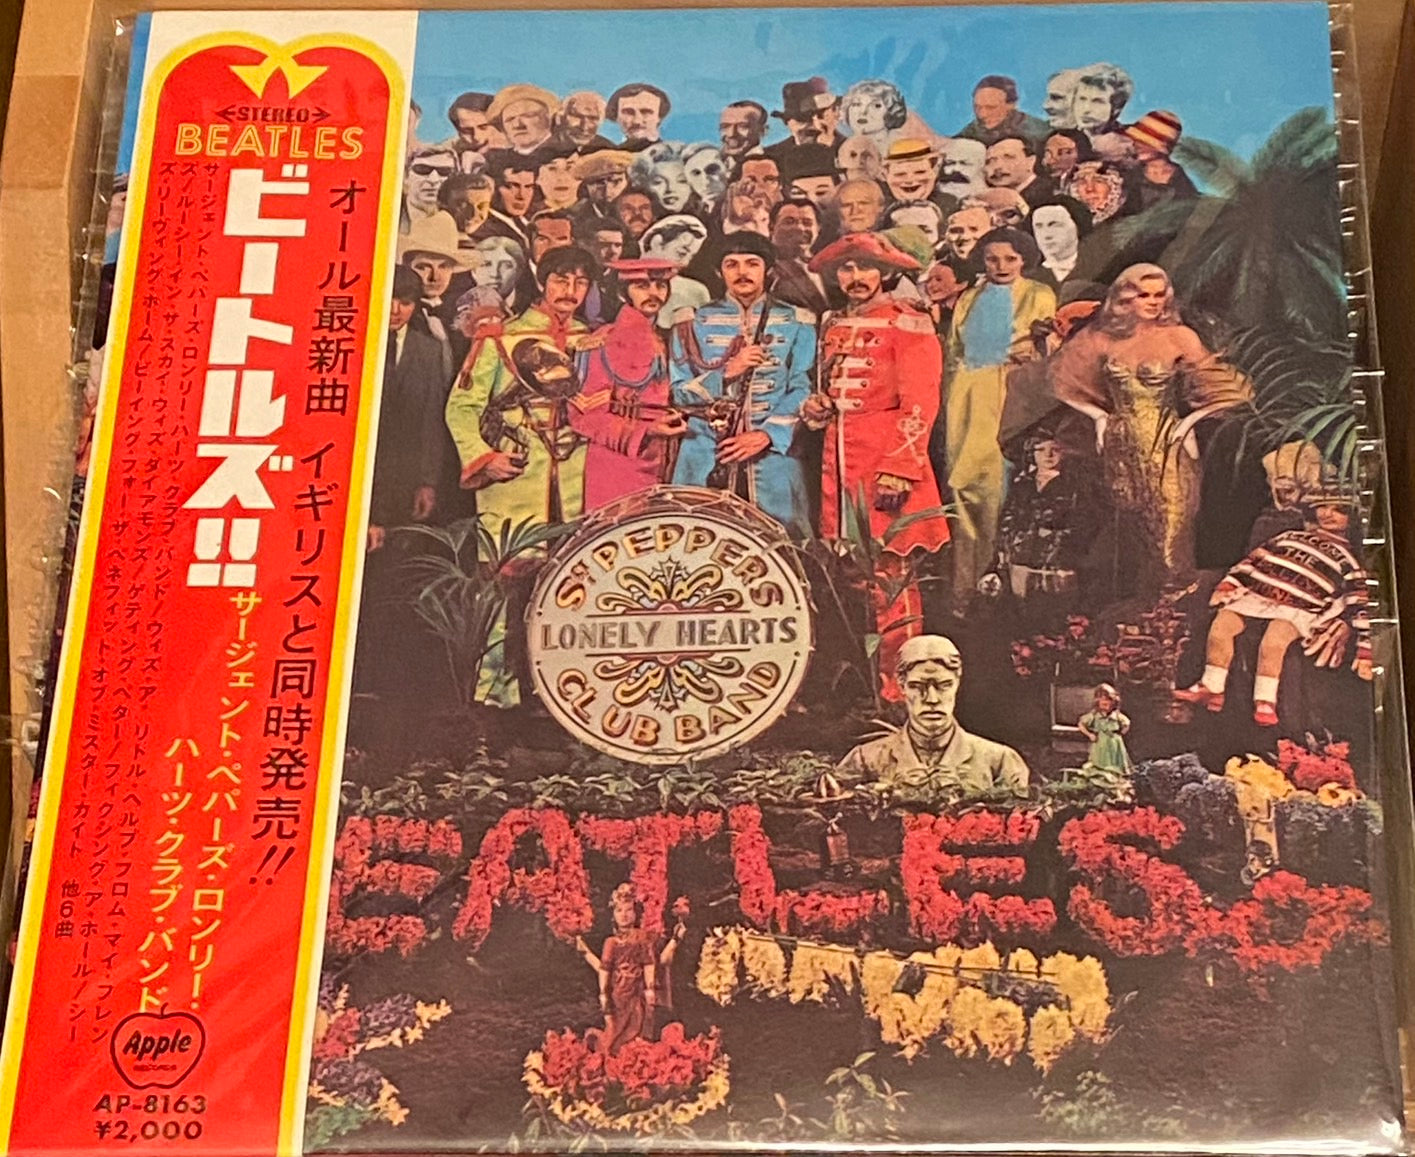 ←STEREO→
BEATLES
ビートルズ!!
オール最新曲 イギリスと同時発売!!
サージェント・ペパーズ・ロンリー・
ハーツ・クラブ・バンド
サージェント・ペパーズ・ロンリー・ハーツ・クラブ・バンド/ウィズ・ア・リトル・ヘルプ・フロム・マイ・フレン
ズ/ルーシー・イン・ザ・スカイ・ウィズ・ダイアモンズ/ゲティング・ベター/フィクシング・ア・ホール/シー
ズ・リーヴィング・ホーム/ビーイング・フォー・ザ・ベネフィット・オブ・ミスター・カイト 他6曲
Apple
RECORDS
AP-8163
¥2,000
SGT PEPPERS
LONELY HEARTS
CLUB BAND
WELCOME
THE
EATLES